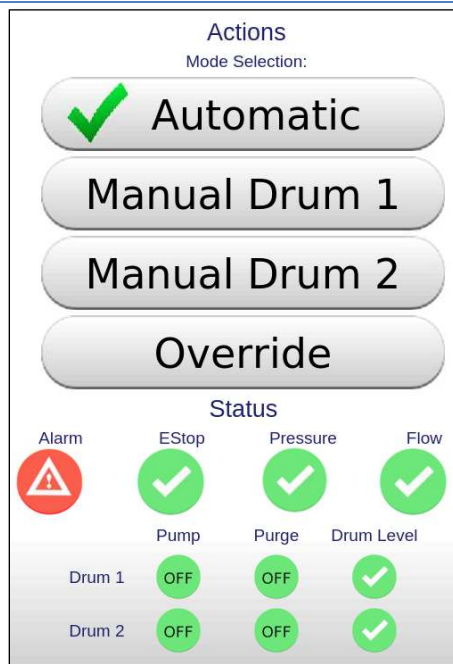 Actions
Mode Selection:
Automatic
Manual Drum 1
Manual Drum 2
Override
Status
Alarm EStop Pressure Flow
Pump Purge Drum Level
Drum 1 OFF OFF
Drum 2 OFF OFF